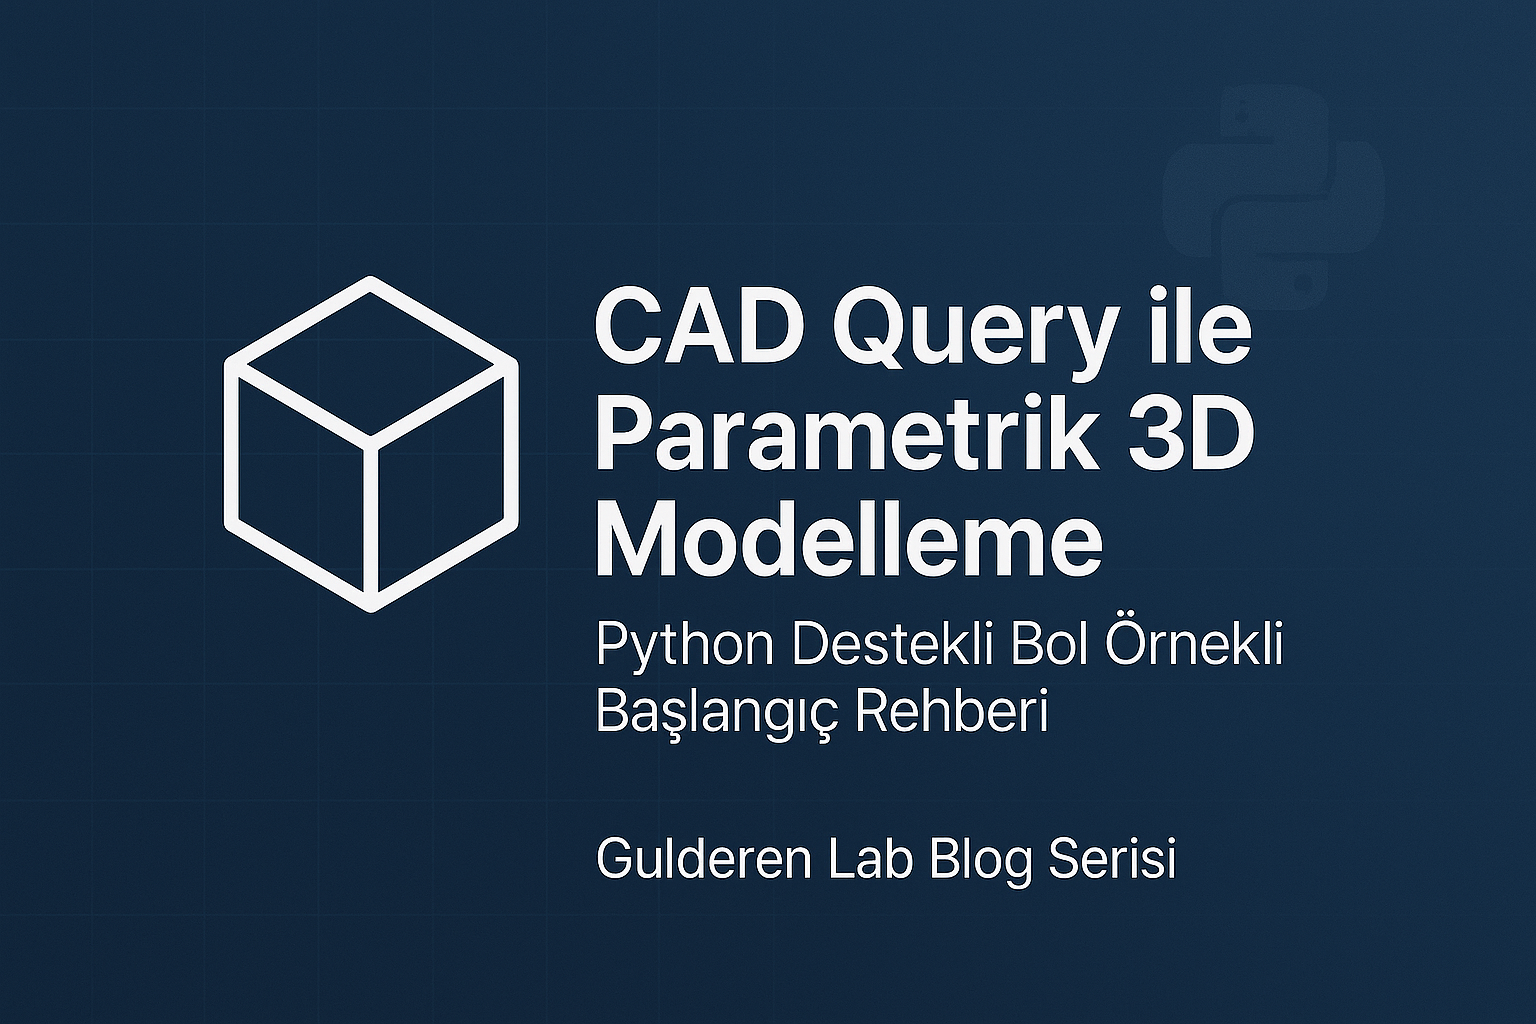 CAD Query ile
Parametrik 3D
Modelleme
Python Destekli Bol Örnekli
Başlangıç Rehberi
Gulderen Lab Blog Serisi